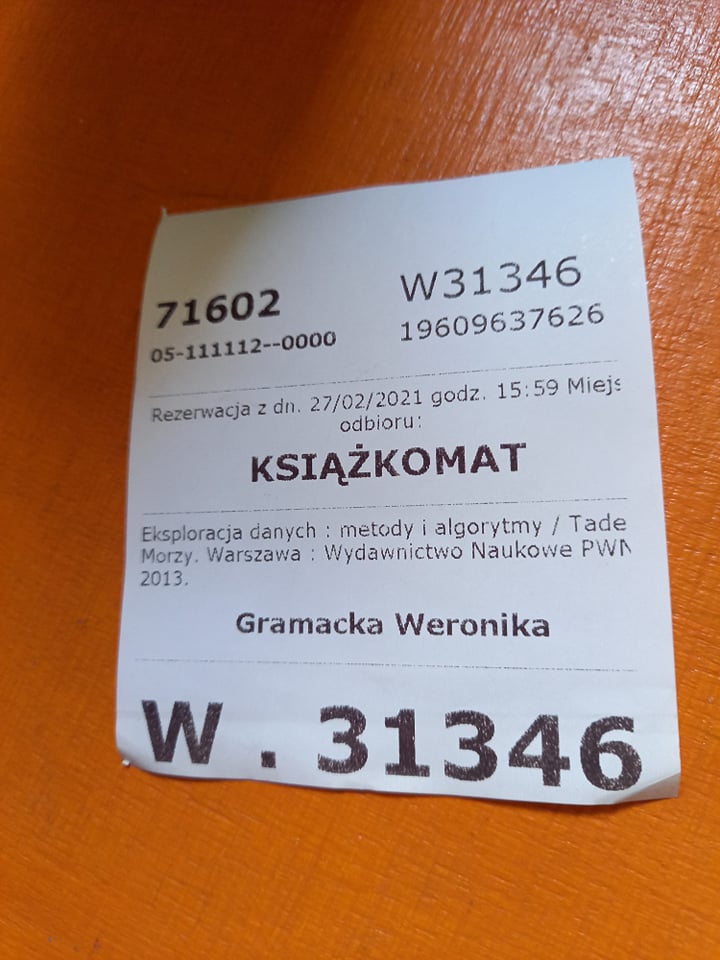 71602 W31346
05-111112--0000 19609637626
Rezerwacja z dn. 27/02/2021 godz. 15:59 Miejs
odbioru:
KSIĄŻKOMAT
Eksploracja danych : metody i algorytmy / Tade
Morzy. Warszawa : Wydawnictwo Naukowe PWN
2013.
Gramacka Weronika
W . 31346